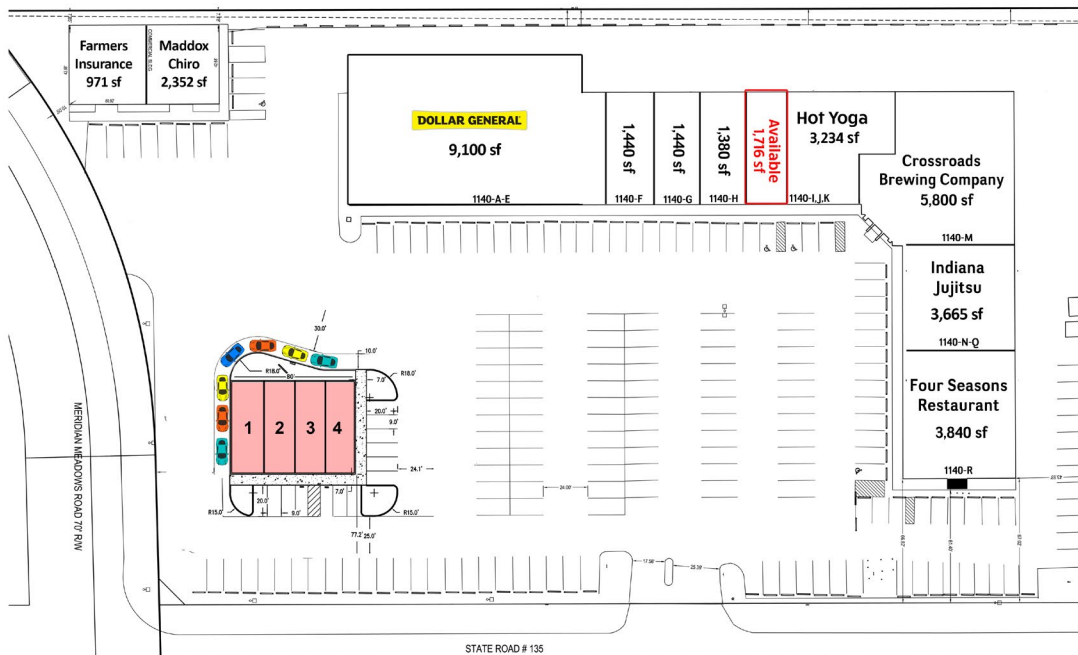 Farmers
Insurance
971 sf
COMMERCIAL BLDG
Maddox
Chiro
2,352 sf
DOLLAR GENERAL
9,100 sf
1140-A-E
1,440 sf
1140-F
1,440 sf
1140-G
1,380 sf
1140-H
Available
1,716 sf
Hot Yoga
3,234 sf
1140-I,J,K
Crossroads
Brewing Company
5,800 sf
1140-M
Indiana
Jujitsu
3,665 sf
1140-N-Q
Four Seasons
Restaurant
3,840 sf
1140-R
30.0'
10.0'
R18.0'
80'
7.0'
R18.0'
20.0'
9.0'
24.1'
1
2
3
4
7.0'
20.0'
9.0'
R15.0'
R15.0'
77.2'
25.0'
24.00'
MERIDIAN MEADOWS ROAD 70' R/W
STATE ROAD # 135